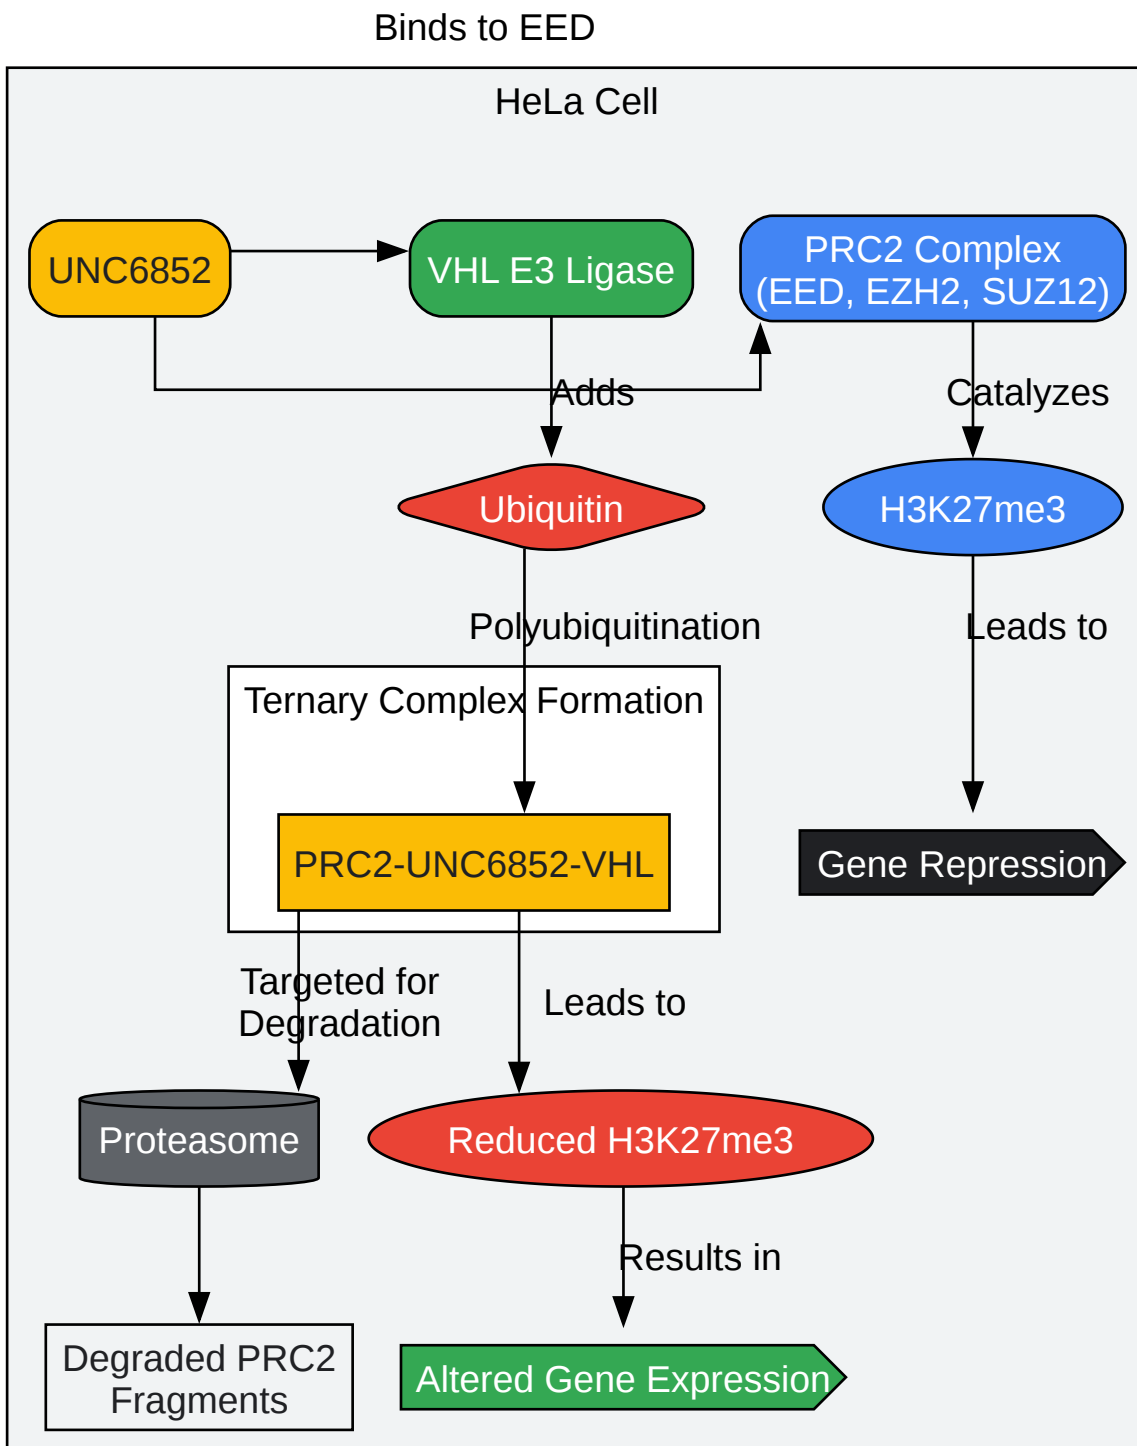 Binds to EED
HeLa Cell
UNC6852
VHL E3 Ligase
PRC2 Complex
(EED, EZH2, SUZ12)
Adds
Catalyzes
Ubiquitin
H3K27me3
Polyubiquitination
Leads to
Ternary Complex Formation
PRC2-UNC6852-VHL
Gene Repression
Targeted for
Degradation
Leads to
Proteasome
Reduced H3K27me3
Results in
Degraded PRC2
Fragments
Altered Gene Expression